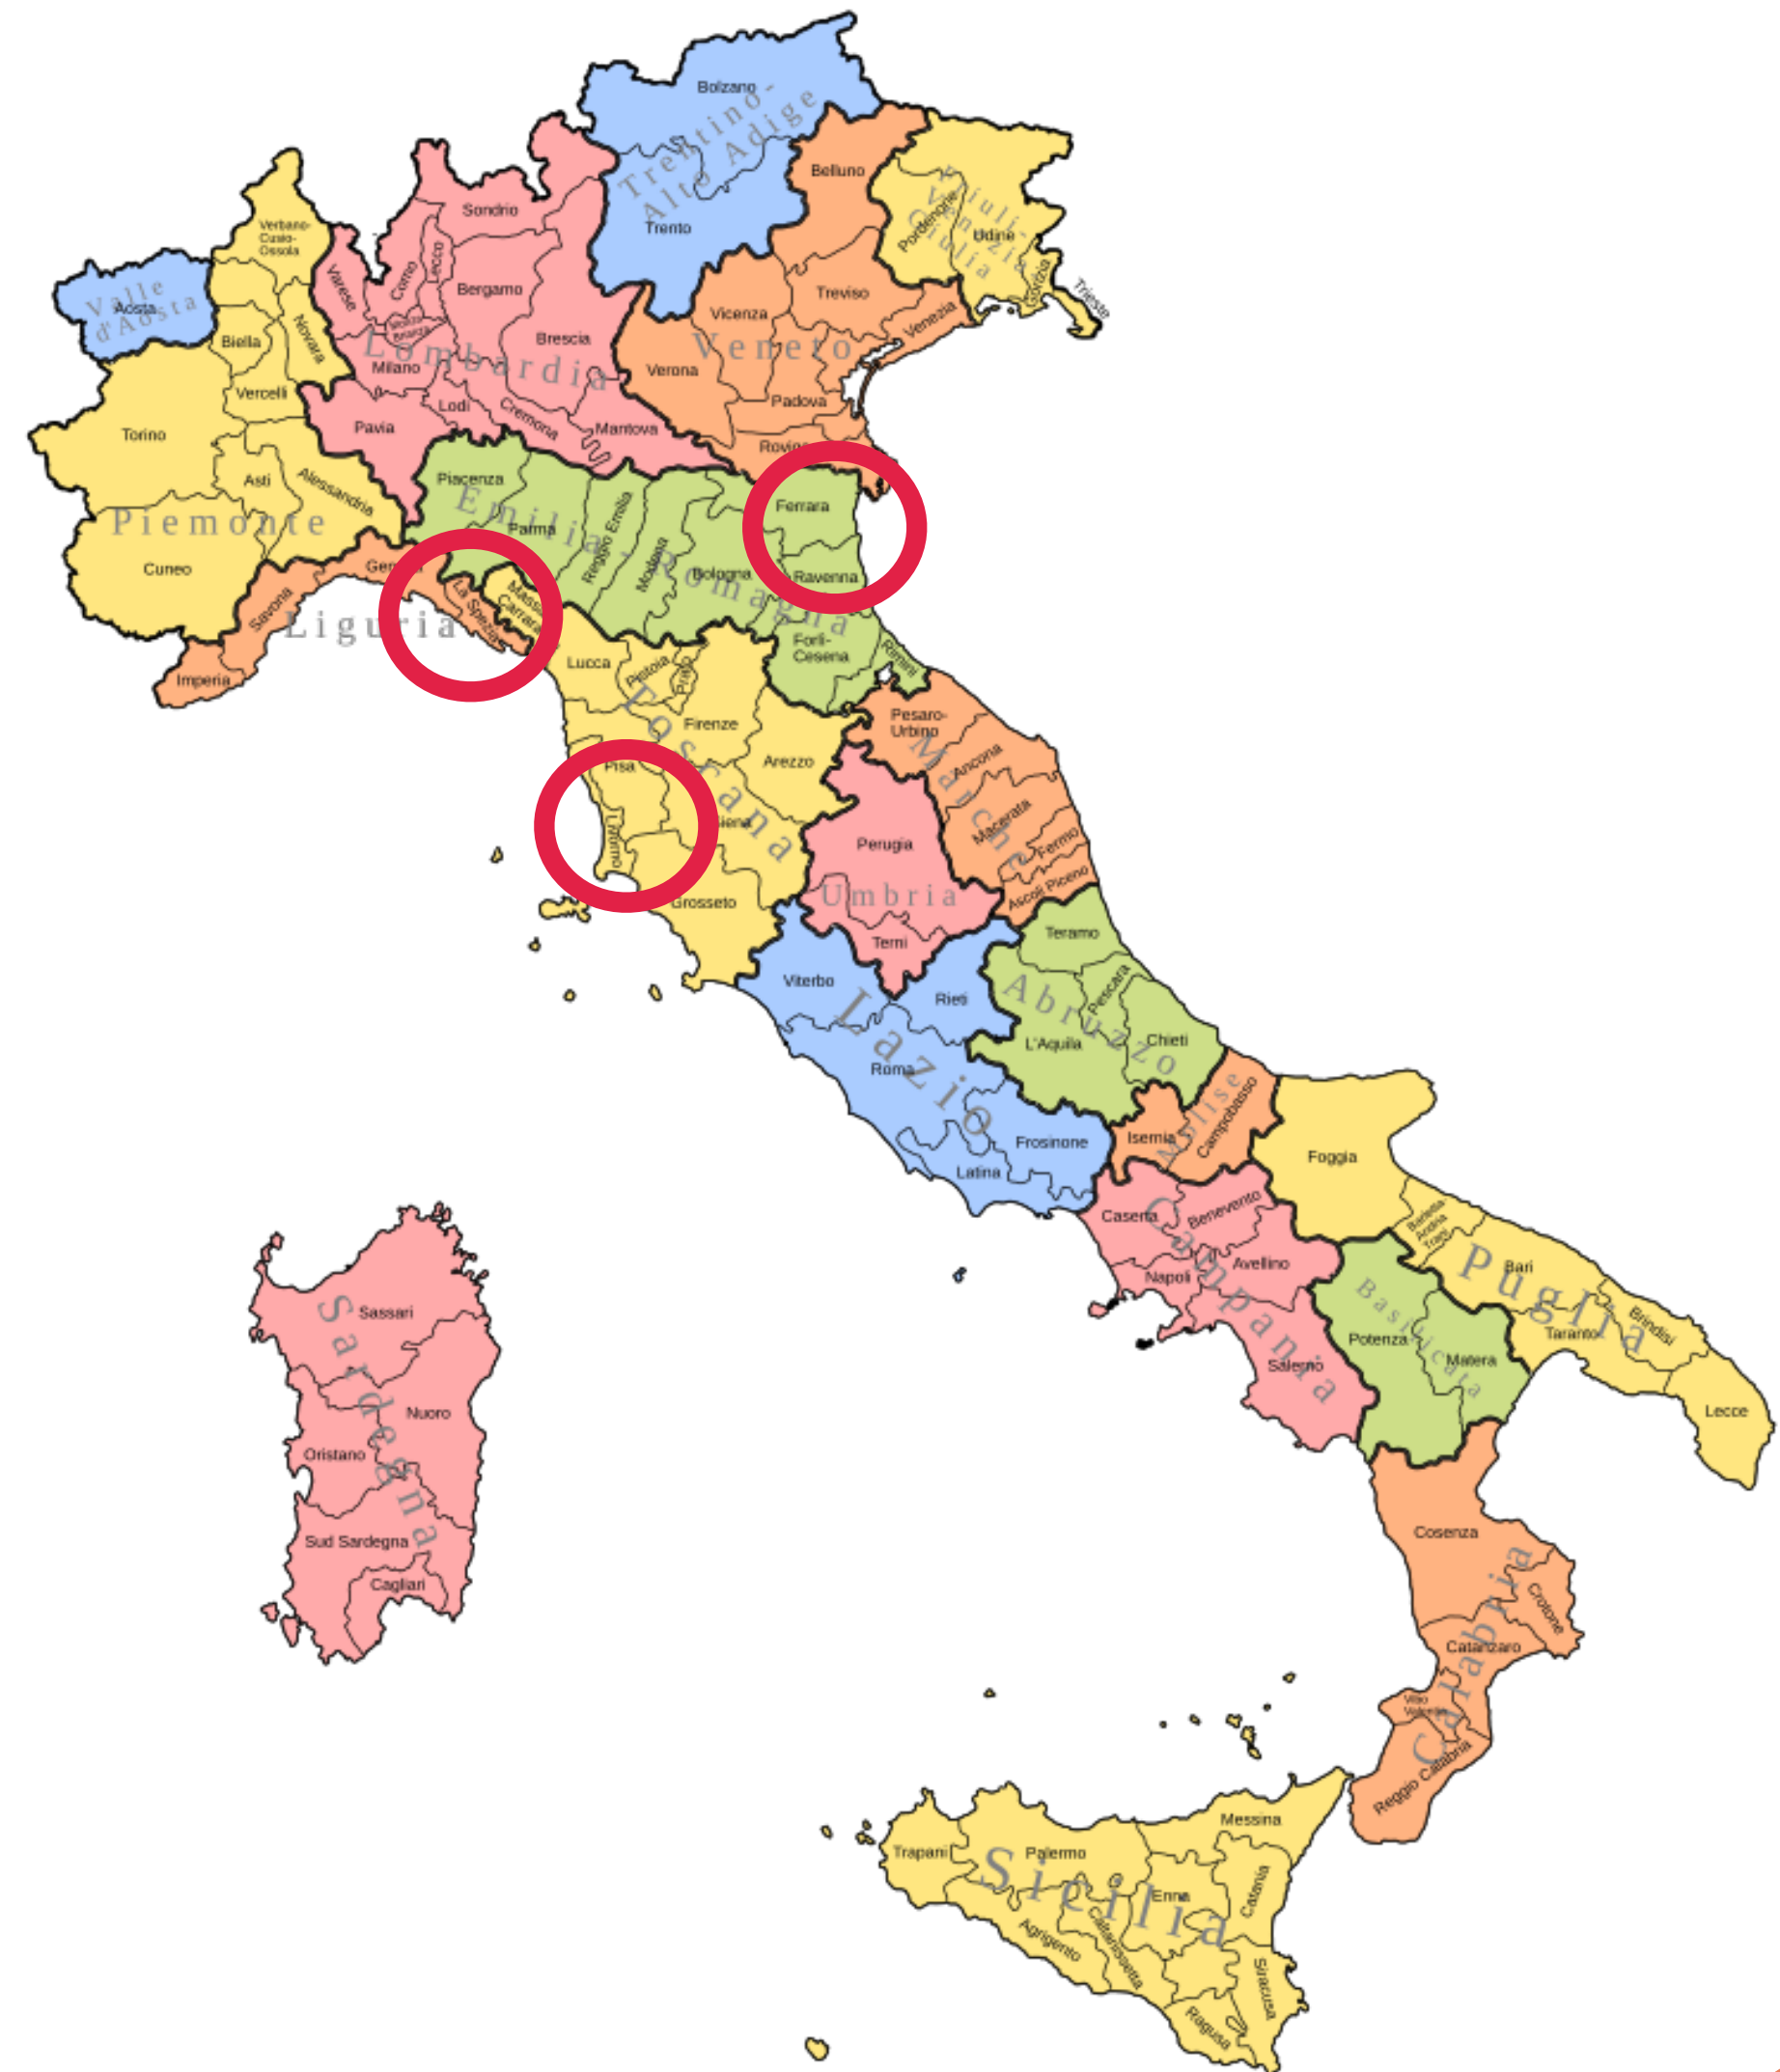 Bolzano
Trentino-
Alto Adige
Trento
Belluno
Friuli-
Venezia
Giulia
Pordenone
Udine
Gorizia
Trieste
Sondrio
Verbano-
Cusio-
Ossola
Valle
d'Aosta
Aosta
Varese
Como
Lecco
Bergamo
Brescia
Biella
Novara
Milano
Lombardia
Vercelli
Lodi
Cremona
Mantova
Pavia
Treviso
Vicenza
Venezia
Veneto
Verona
Padova
Torino
Asti
Alessandria
Piemonte
Cuneo
Piacenza
Parma
Reggio Emilia
Modena
Bologna
Emilia-Romagna
Ferrara
Ravenna
Forlì-
Cesena
Rimini
Savona
La Spezia
Liguria
Imperia
Carrara
Lucca
Pistoia
Prato
Firenze
Toscana
Pisa
Arezzo
Livorno
Grosseto
Pesaro-
Urbino
Ancona
Marche
Macerata
Fermo
Ascoli Piceno
Perugia
Umbria
Terni
Viterbo
Rieti
Lazio
Roma
Frosinone
Latina
Teramo
Pescara
Abruzzo
L'Aquila
Chieti
Molise
Isernia
Campobasso
Foggia
Barletta
Andria
Trani
Bari
Puglia
Brindisi
Taranto
Lecce
Caserta
Benevento
Campania
Avellino
Napoli
Salerno
Basilicata
Potenza
Matera
Sassari
Sardegna
Nuoro
Oristano
Sud Sardegna
Cagliari
Cosenza
Calabria
Crotone
Catanzaro
Vibo
Reggio Calabria
Messina
Trapani
Palermo
Sicilia
Enna
Catania
Agrigento
Caltanissetta
Siracusa
Ragusa